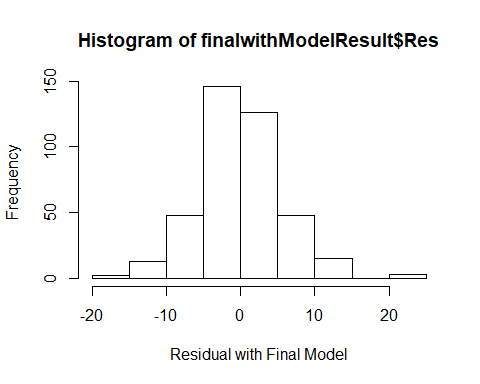 Histogram of finalwithModelResult$Res
150
100
50
0
Frequency
-20 -10 0 10 20
Residual with Final Model